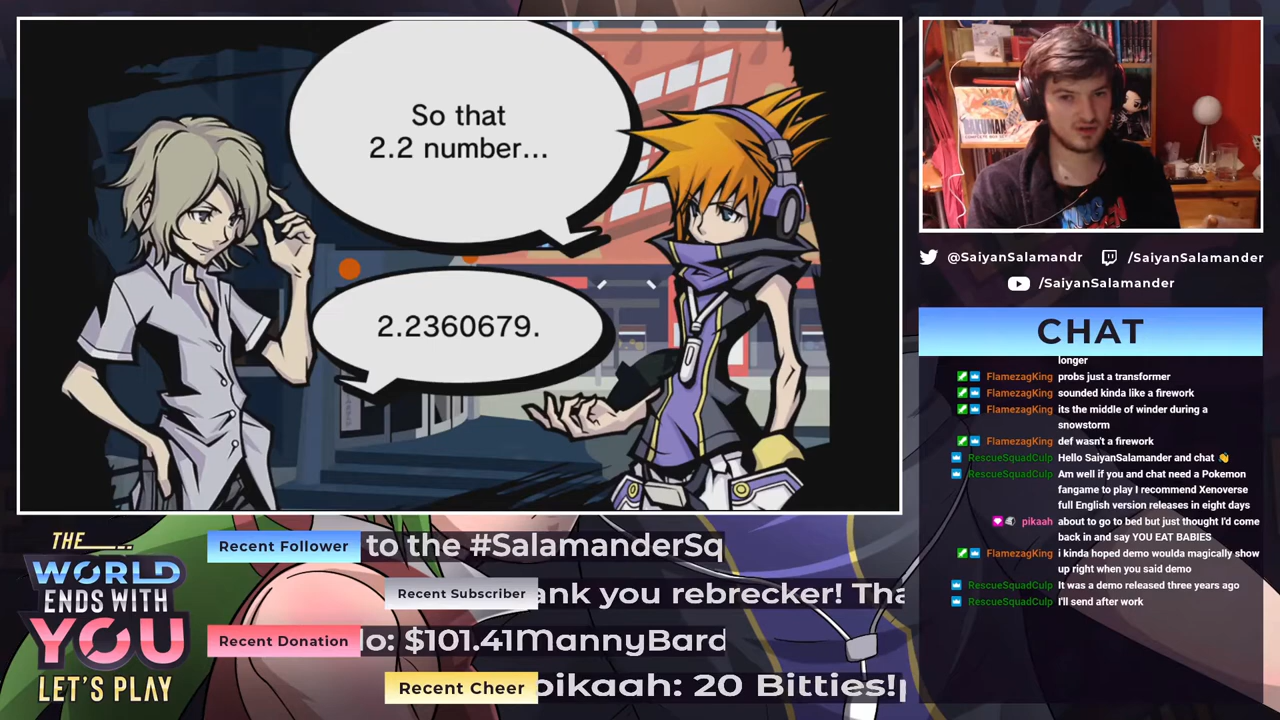 So that
2.2 number...
2.2360679.
BAKUMAN
@SaiyanSalamandr
/SaiyanSalamander
/SaiyanSalamander
CHAT
longer
FlamezagKing probs just a transformer
FlamezagKing sounded kinda like a firework
FlamezagKing its the middle of winder during a
snowstorm
FlamezagKing def wasn't a firework
RescueSquadCulp Hello SaiyanSalamander and chat 👋
RescueSquadCulp Am well if you and chat need a Pokemon
fangame to play I recommend Xenoverse
full English version releases in eight days
pikaah about to go to bed but just thought I'd come
back in and say YOU EAT BABIES
FlamezagKing i kinda hoped demo woulda magically show
up right when you said demo
RescueSquadCulp It was a demo released three years ago
RescueSquadCulp I'll send after work
THE
WORLD
ENDS WITH
YOU
LET'S PLAY
Recent Follower to the #SalamanderSq
Recent Subscriber ank you rebrecker! Tha
Recent Donation lo: $101.41MannyBard
Recent Cheer pikaah: 20 Bitties!p